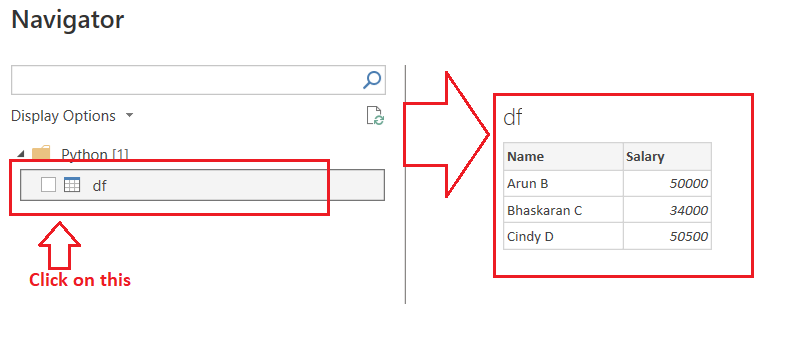 Navigator
Display Options
Python [1]
df
Click on this
df
Name Salary
Arun B 50000
Bhaskaran C 34000
Cindy D 50500